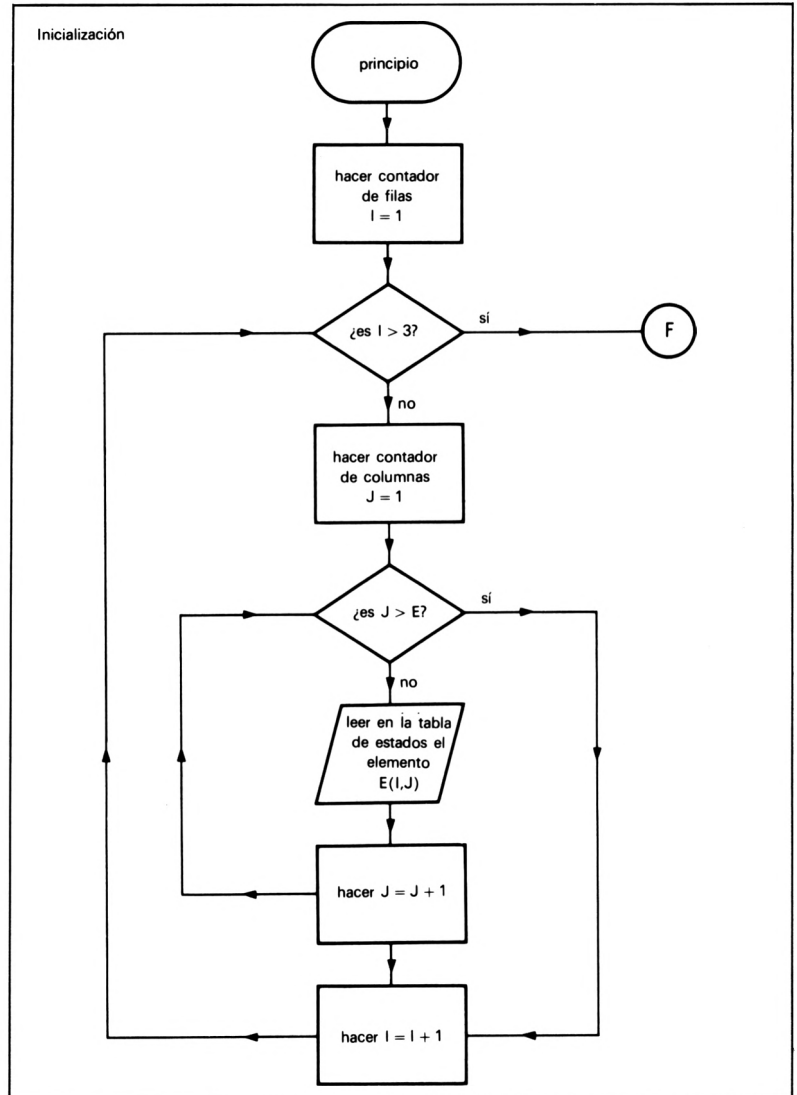 Inicialización
principio
hacer contador
de filas
I = 1
¿es I > 3?
sí
F
no
hacer contador
de columnas
J = 1
¿es J > E?
sí
no
leer en la tabla
de estados el
elemento
E(I,J)
hacer J = J + 1
hacer I = I + 1